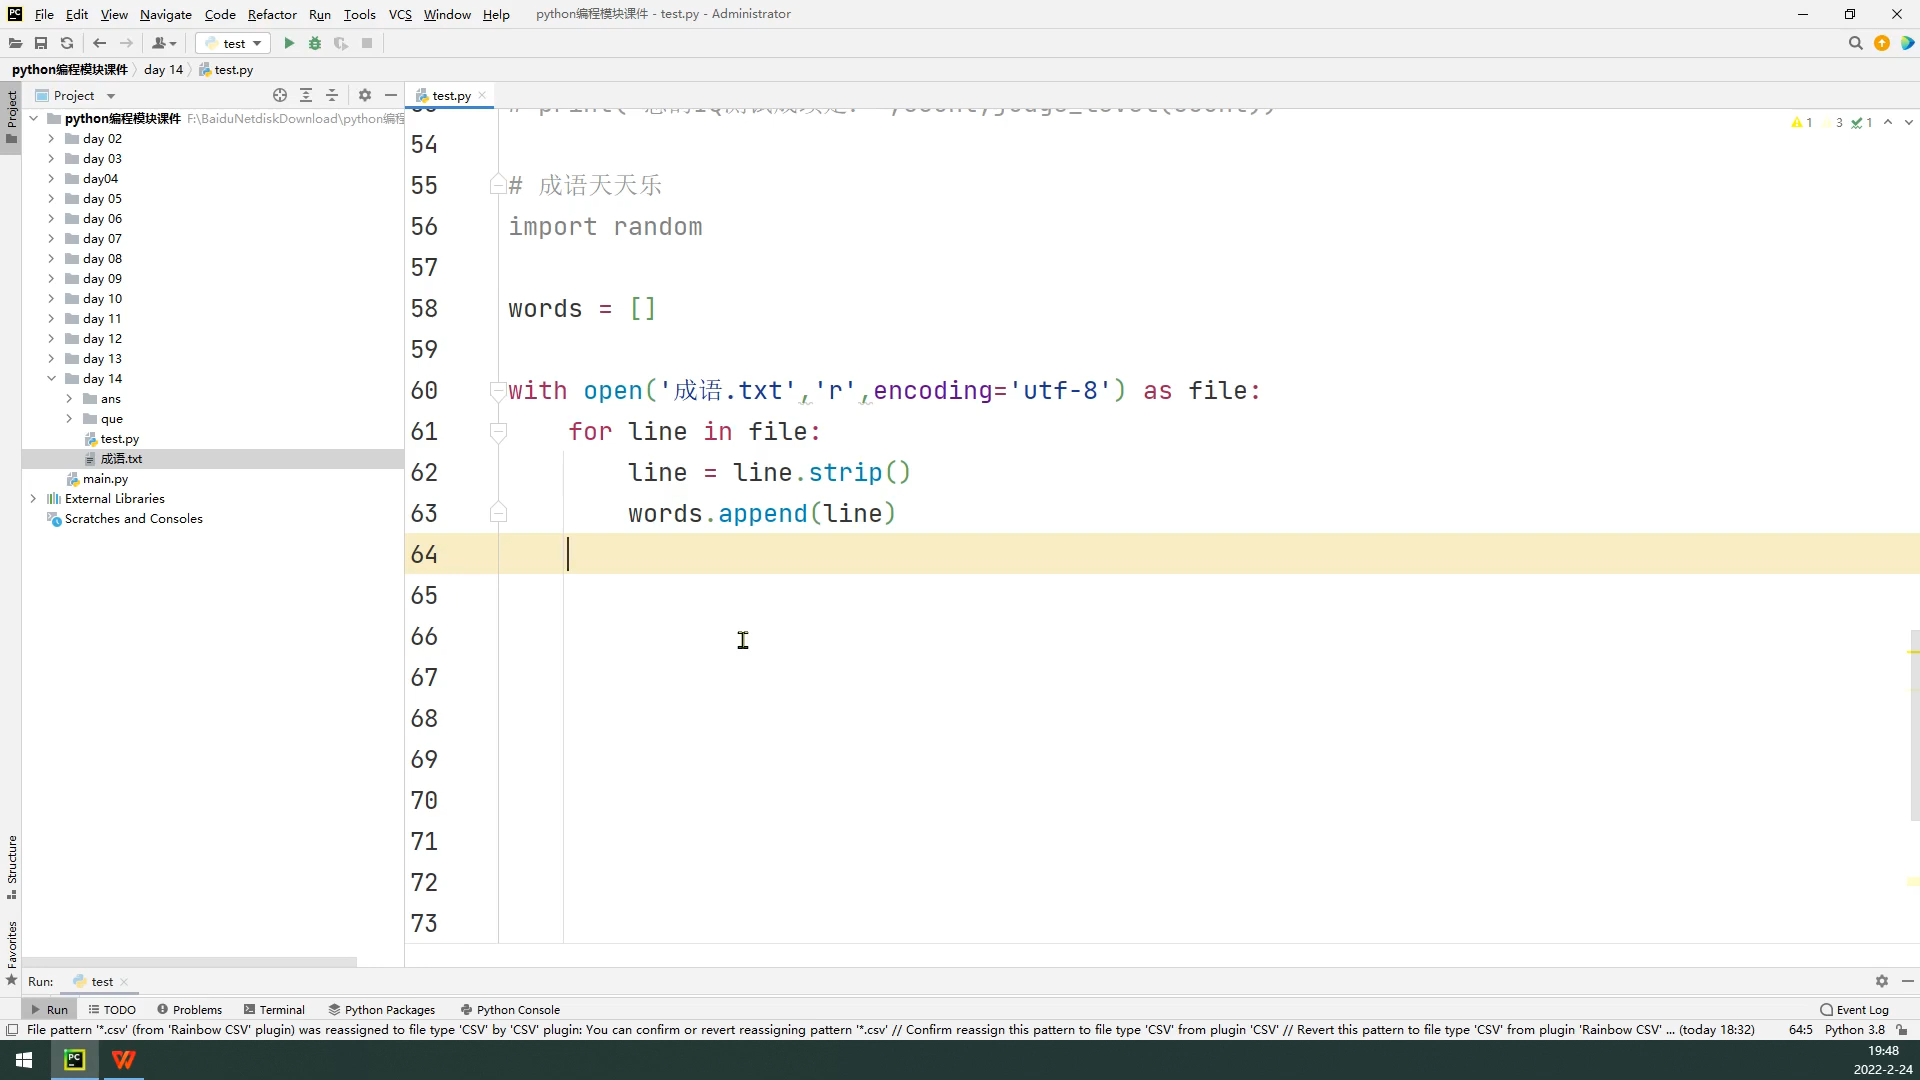 File Edit View Navigate Code Refactor Run Tools VCS Window Help python编程模块课件 - test.py - Administrator
test
python编程模块课件 day 14 test.py
Project
Project
test.py
python编程模块课件 F:\BaiduNetdiskDownload\python编程
day 02
day 03
day04
day 05
day 06
day 07
day 08
day 09
day 10
day 11
day 12
day 13
day 14
ans
que
test.py
成语.txt
main.py
External Libraries
Scratches and Consoles
1 3 1
54
55 # 成语天天乐
56 import random
57
58 words = []
59
60 with open('成语.txt','r',encoding='utf-8') as file:
61 for line in file:
62 line = line.strip()
63 words.append(line)
64
65
66
67
68
69
70
71
72
73
Structure
Favorites
Run: test
Run TODO Problems Terminal Python Packages Python Console Event Log
File pattern '*.csv' (from 'Rainbow CSV' plugin) was reassigned to file type 'CSV' by 'CSV' plugin: You can confirm or revert reassigning pattern '*.csv' // Confirm reassign this pattern to file type 'CSV' from plugin 'CSV' // Revert this pattern to file type 'CSV' from plugin 'Rainbow CSV' ... (today 18:32) 64:5 Python 3.8
19:48
2022-2-24